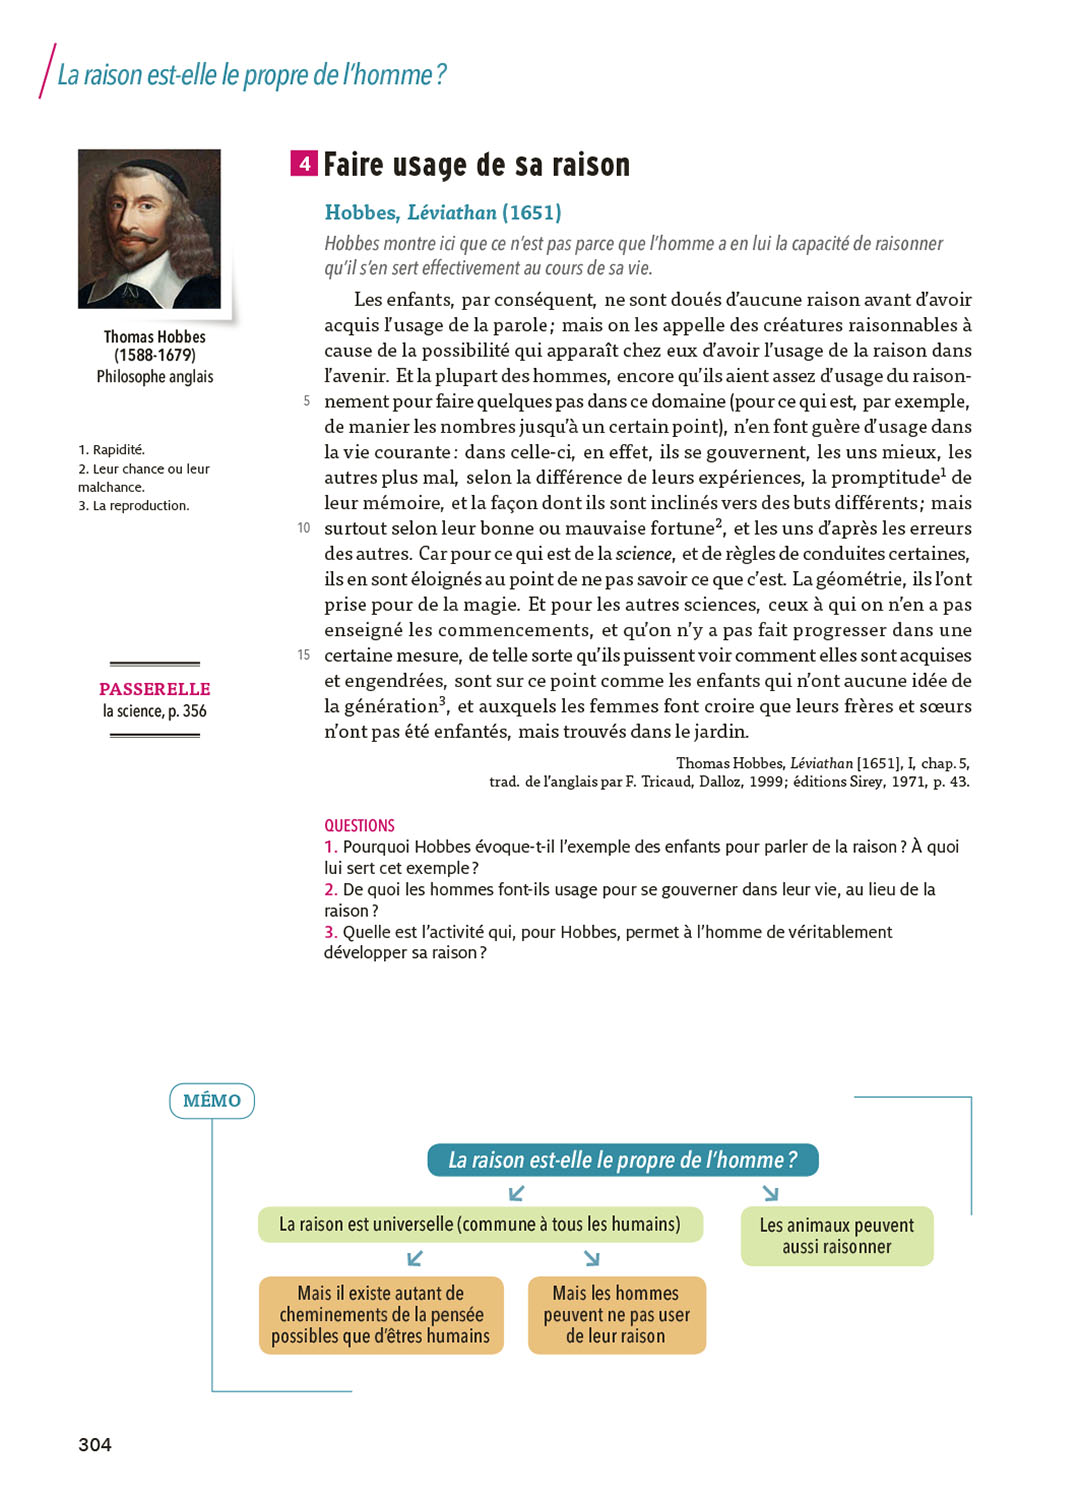 La raison est-elle le propre de l'homme ?
Thomas Hobbes
(1588-1679)
Philosophe anglais
1. Rapidité.
2. Leur chance ou leur
malchance.
3. La reproduction.
PASSERELLE
la science, p. 356
4 Faire usage de sa raison
Hobbes, Léviathan (1651)
Hobbes montre ici que ce n'est pas parce que l'homme a en lui la capacité de raisonner
qu'il s'en sert effectivement au cours de sa vie.
Les enfants, par conséquent, ne sont doués d'aucune raison avant d'avoir
acquis l'usage de la parole ; mais on les appelle des créatures raisonnables à
cause de la possibilité qui apparaît chez eux d'avoir l'usage de la raison dans
l'avenir. Et la plupart des hommes, encore qu'ils aient assez d'usage du raison-
5 nement pour faire quelques pas dans ce domaine (pour ce qui est, par exemple,
de manier les nombres jusqu'à un certain point), n'en font guère d'usage dans
la vie courante : dans celle-ci, en effet, ils se gouvernent, les uns mieux, les
autres plus mal, selon la différence de leurs expériences, la promptitude1 de
leur mémoire, et la façon dont ils sont inclinés vers des buts différents ; mais
10 surtout selon leur bonne ou mauvaise fortune2, et les uns d'après les erreurs
des autres. Car pour ce qui est de la science, et de règles de conduites certaines,
ils en sont éloignés au point de ne pas savoir ce que c'est. La géométrie, ils l'ont
prise pour de la magie. Et pour les autres sciences, ceux à qui on n'en a pas
enseigné les commencements, et qu'on n'y a pas fait progresser dans une
15 certaine mesure, de telle sorte qu'ils puissent voir comment elles sont acquises
et engendrées, sont sur ce point comme les enfants qui n'ont aucune idée de
la génération3, et auxquels les femmes font croire que leurs frères et sœurs
n'ont pas été enfantés, mais trouvés dans le jardin.
Thomas Hobbes, Léviathan [1651], I, chap. 5,
trad. de l'anglais par F. Tricaud, Dalloz, 1999 ; éditions Sirey, 1971, p. 43.
QUESTIONS
1. Pourquoi Hobbes évoque-t-il l'exemple des enfants pour parler de la raison ? À quoi
lui sert cet exemple ?
2. De quoi les hommes font-ils usage pour se gouverner dans leur vie, au lieu de la
raison ?
3. Quelle est l'activité qui, pour Hobbes, permet à l'homme de véritablement
développer sa raison ?
MÉMO
La raison est-elle le propre de l'homme ?
La raison est universelle (commune à tous les humains)
Les animaux peuvent
aussi raisonner
Mais il existe autant de
cheminements de la pensée
possibles que d'êtres humains
Mais les hommes
peuvent ne pas user
de leur raison
304